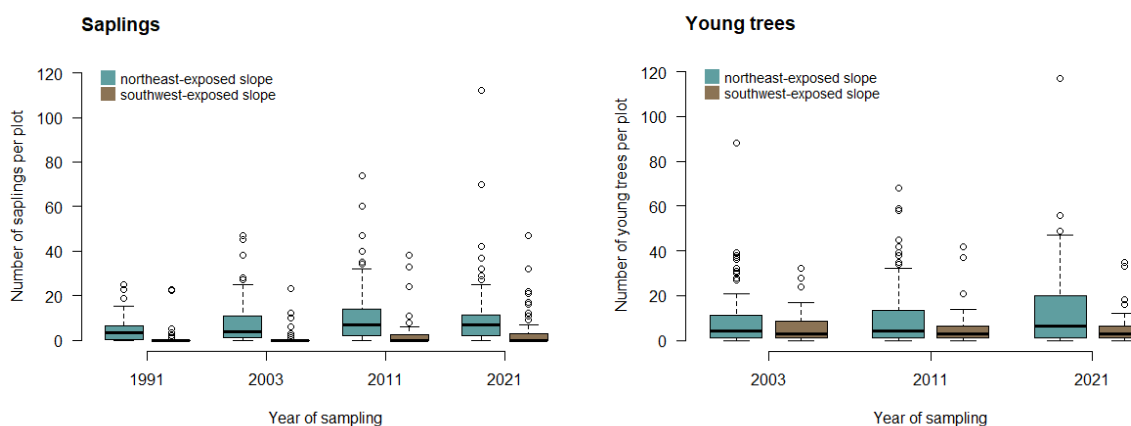 Saplings
northeast-exposed slope
southwest-exposed slope
Number of saplings per plot
120
100
80
60
40
20
0
1991 2003 2011 2021
Year of sampling
Young trees
northeast-exposed slope
southwest-exposed slope
Number of young trees per plot
120
100
80
60
40
20
0
2003 2011 2021
Year of sampling